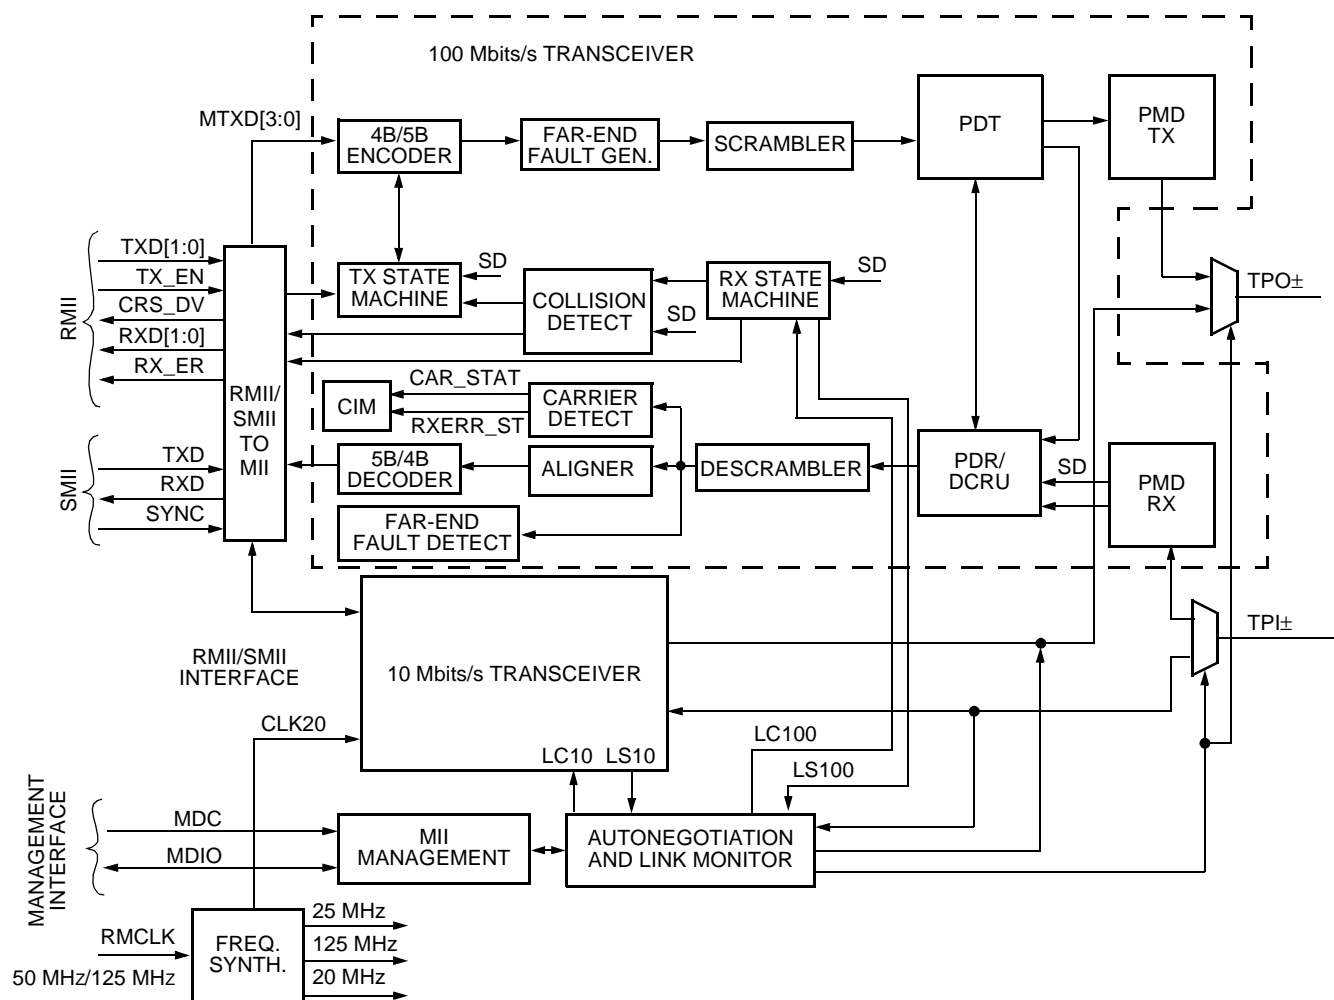 100 Mbits/s TRANSCEIVER
MTXD[3:0]
4B/5B
ENCODER
FAR-END
FAULT GEN.
SCRAMBLER
PDT
PMD
TX
RMII
TXD[1:0]
TX_EN
CRS_DV
RXD[1:0]
RX_ER
RMII/
SMII
TO
MII
TX STATE
MACHINE
SD
COLLISION
DETECT
SD
RX STATE
MACHINE
SD
TPO±
CIM
CAR_STAT
RXERR_ST
CARRIER
DETECT
SMII
TXD
RXD
SYNC
5B/4B
DECODER
ALIGNER
DESCRAMBLER
PDR/
DCRU
SD
PMD
RX
FAR-END
FAULT DETECT
TPI±
RMII/SMII
INTERFACE
10 Mbits/s TRANSCEIVER
CLK20
LC10
LS10
LC100
LS100
MANAGEMENT
INTERFACE
MDC
MDIO
MII
MANAGEMENT
AUTONEGOTIATION
AND LINK MONITOR
RMCLK
50 MHz/125 MHz
FREQ.
SYNTH.
25 MHz
125 MHz
20 MHz